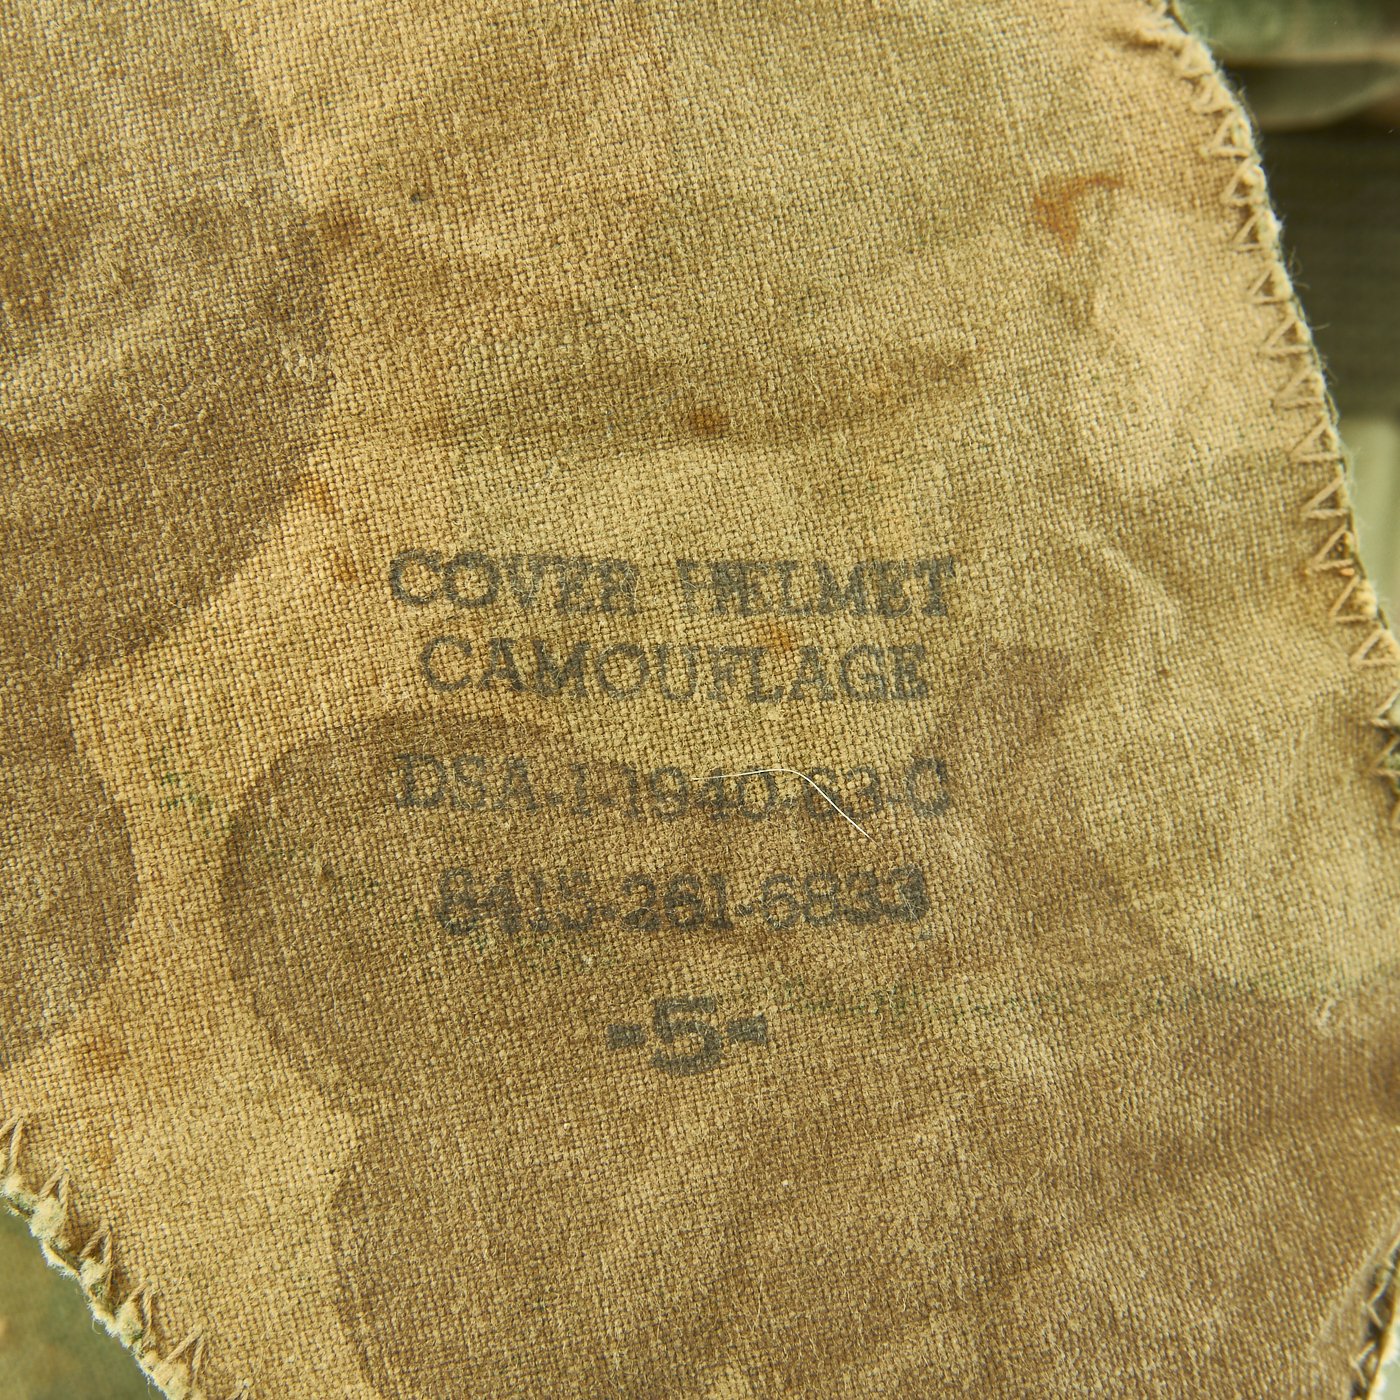 COVER HELMET
CAMOUFLAGE
DSA-1-1940-63-C
8415-261-6833
-5-